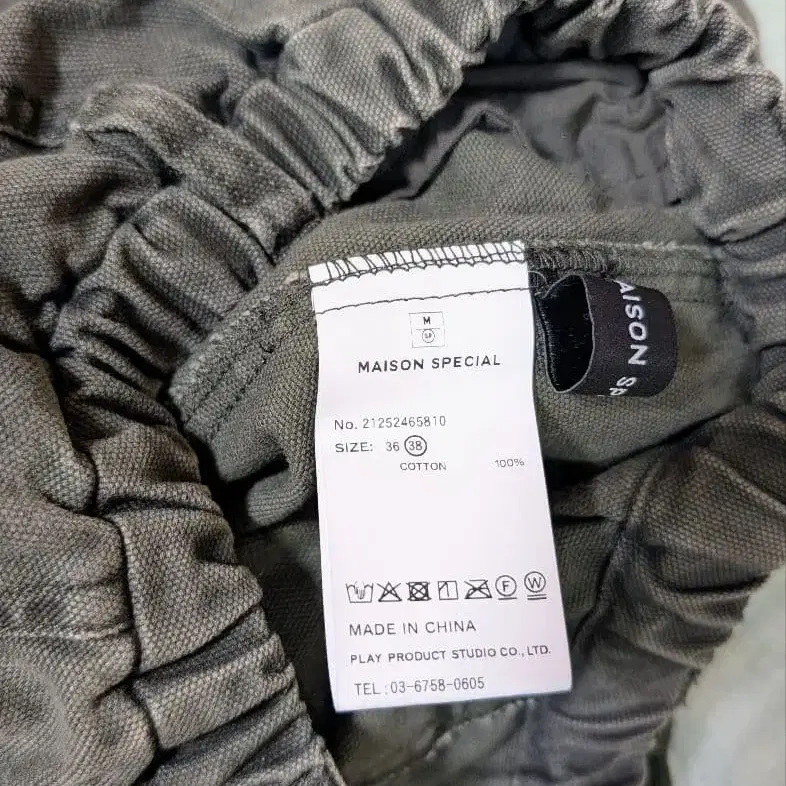 M
SP
MAISON SPECIAL
No. 21252465810
SIZE: 36 38
COTTON 100%
F W
MADE IN CHINA
PLAY PRODUCT STUDIO CO., LTD.
TEL:03-6758-0605
AISON SP